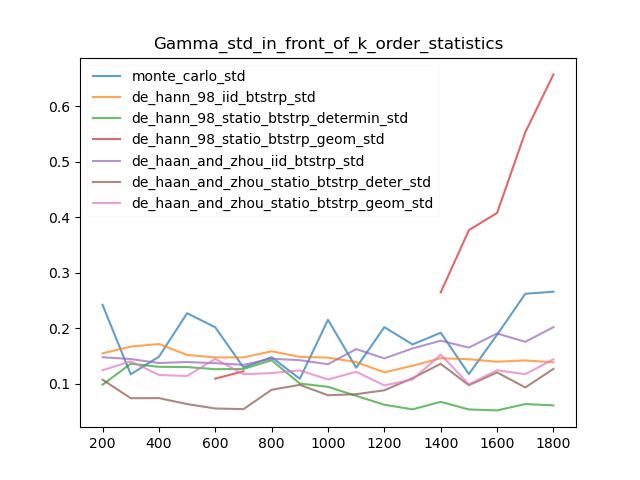 Gamma_std_in_front_of_k_order_statistics
monte_carlo_std
de_hann_98_iid_btstrp_std
de_hann_98_statio_btstrp_determin_std
de_hann_98_statio_btstrp_geom_std
de_haan_and_zhou_iid_btstrp_std
de_haan_and_zhou_statio_btstrp_deter_std
de_haan_and_zhou_statio_btstrp_geom_std
0.6
0.5
0.4
0.3
0.2
0.1
200 400 600 800 1000 1200 1400 1600 1800